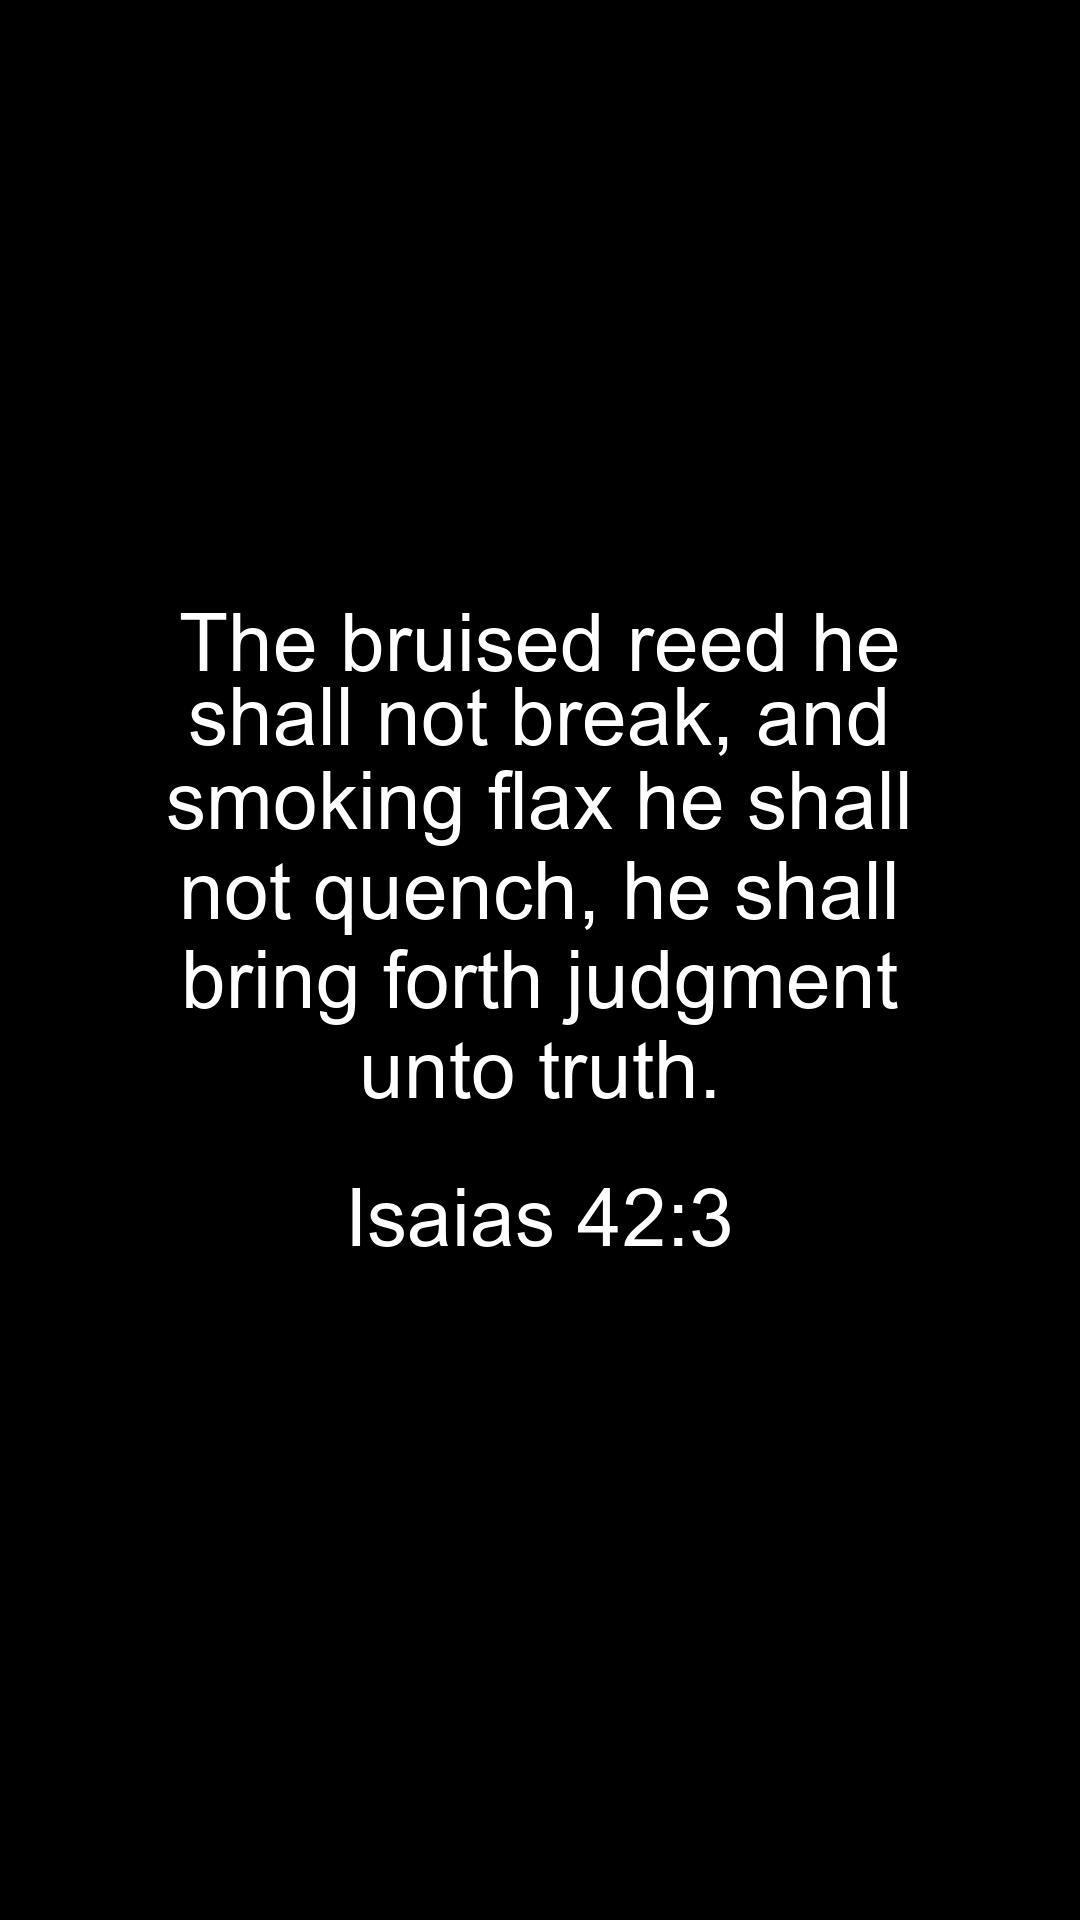 The bruised reed he
shall not break, and
smoking flax he shall
not quench, he shall
bring forth judgment
unto truth.
Isaias 42:3